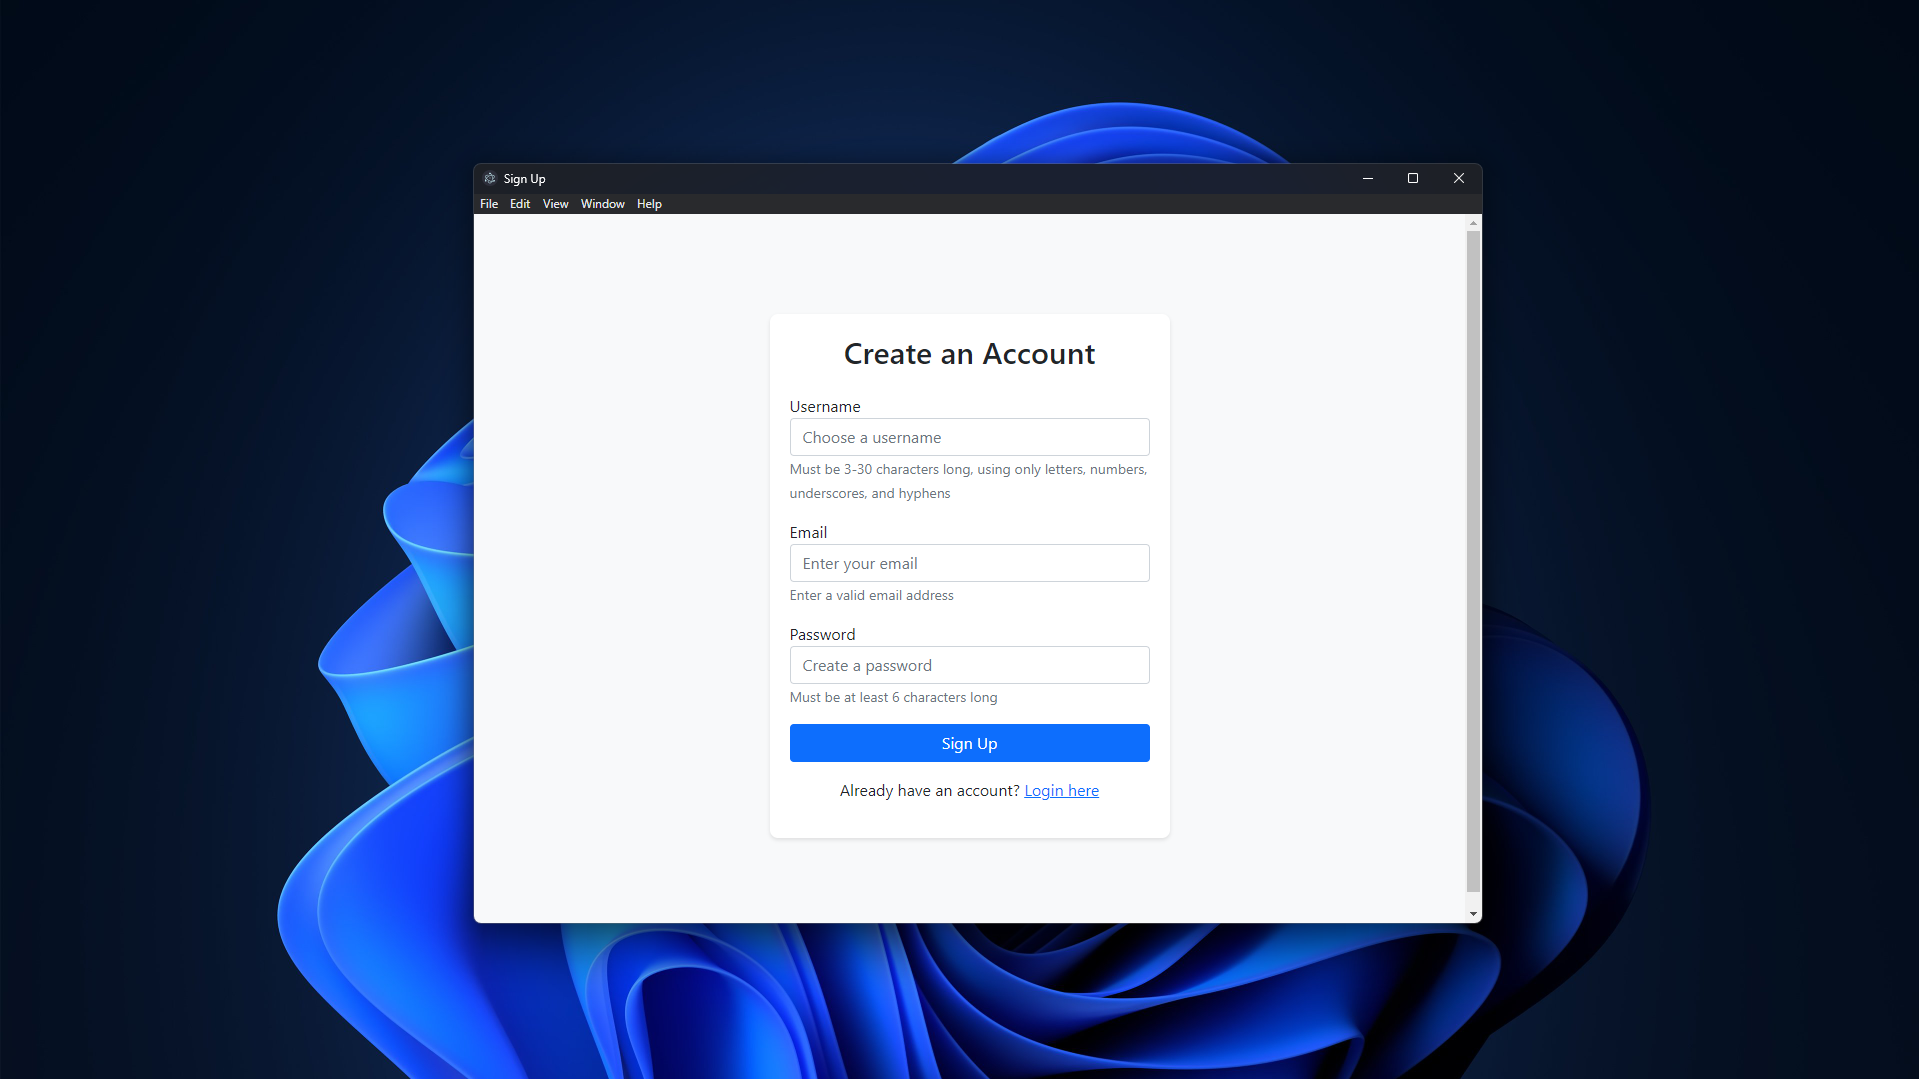 Sign Up
File Edit View Window Help
Create an Account
Username
Choose a username
Must be 3-30 characters long, using only letters, numbers,
underscores, and hyphens
Email
Enter your email
Enter a valid email address
Password
Create a password
Must be at least 6 characters long
Sign Up
Already have an account? Login here